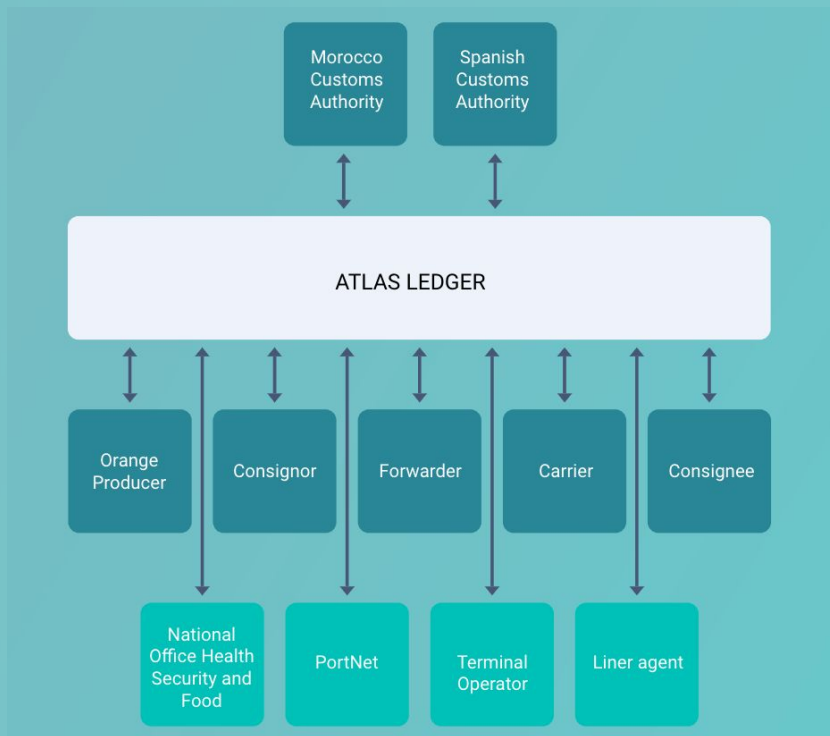 Morocco
Customs
Authority
Spanish
Customs
Authority
ATLAS LEDGER
Orange
Producer
Consignor
Forwarder
Carrier
Consignee
National
Office Health
Security and
Food
PortNet
Terminal
Operator
Liner agent